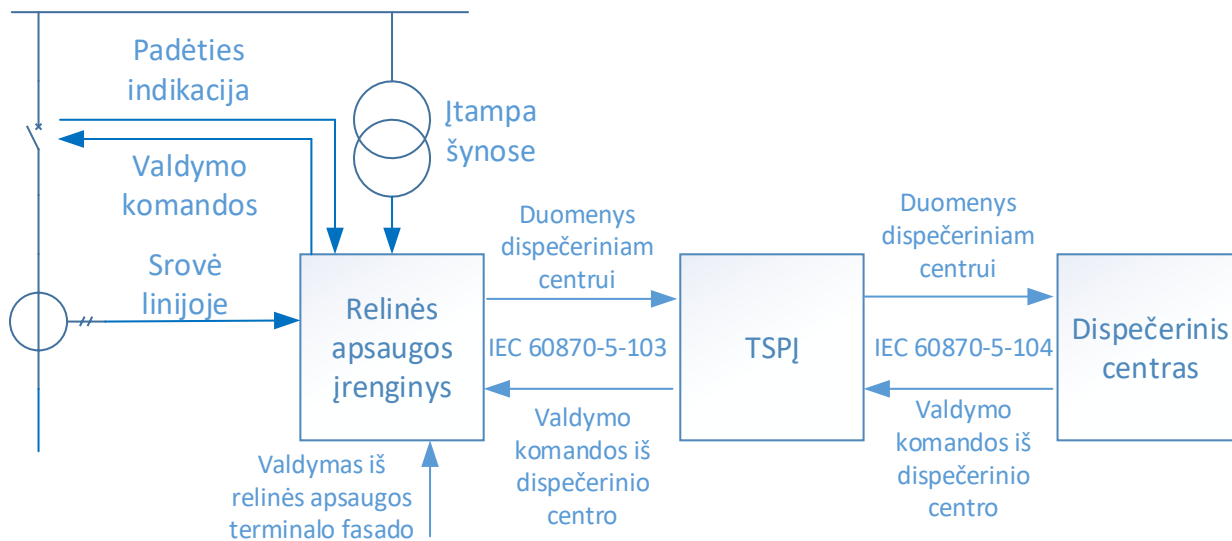 Padėties
indikacija
Valdymo
komandos
Įtampa
šynose
Srovė
linijoje
Relinės
apsaugos
įrenginys
Valdymas iš
relinės apsaugos
terminalo fasado
Duomenys
dispečeriniam
centrui
IEC 60870-5-103
Valdymo
komandos iš
dispečerinio
centro
TSPĮ
Duomenys
dispečeriniam
centrui
IEC 60870-5-104
Valdymo
komandos iš
dispečerinio
centro
Dispečerinis
centras